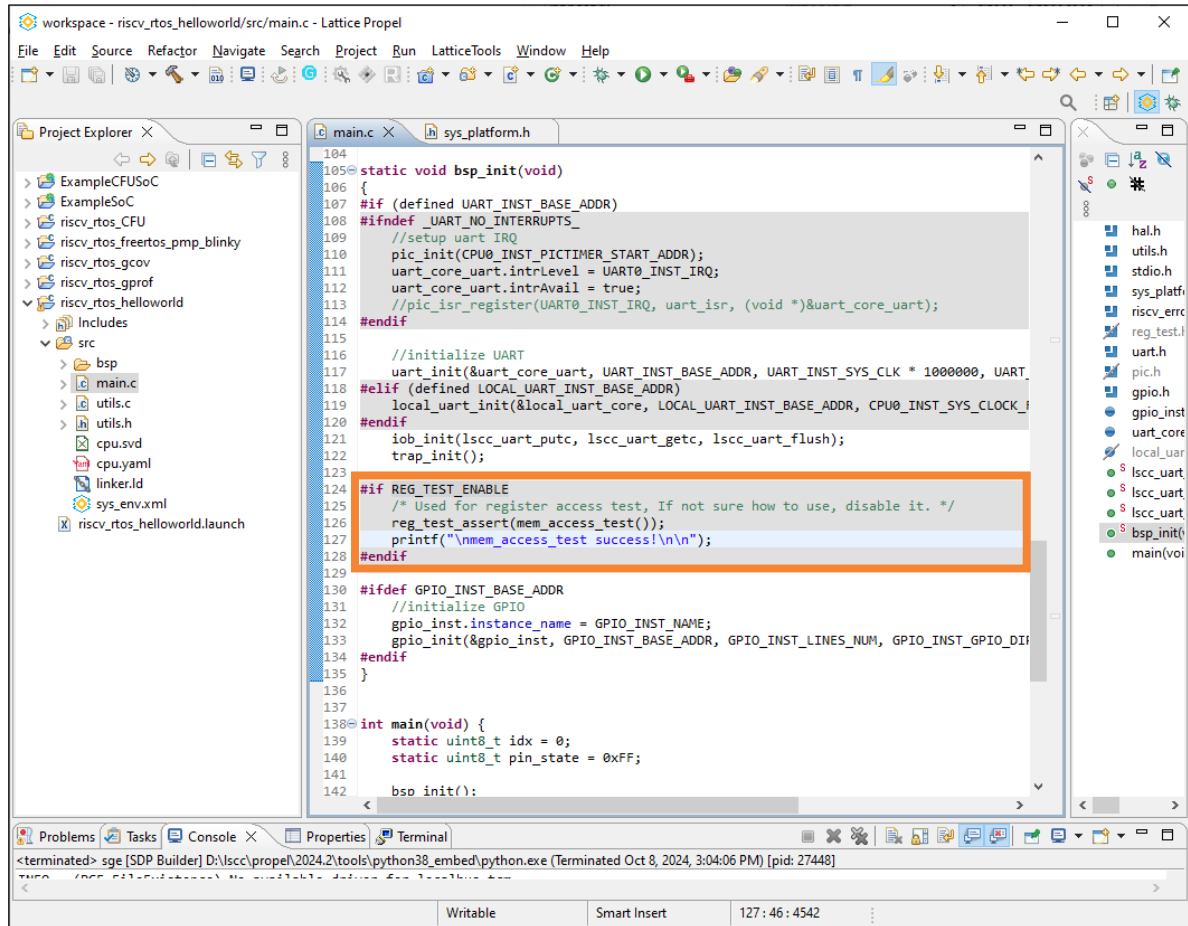 workspace - riscv_rtos_helloworld/src/main.c - Lattice Propel
File Edit Source Refactor Navigate Search Project Run LatticeTools Window Help
Project Explorer
ExampleCFUSoC
ExampleSoC
riscv_rtos_CFU
riscv_rtos_freertos_pmp_blinky
riscv_rtos_gcov
riscv_rtos_gprof
riscv_rtos_helloworld
Includes
src
bsp
main.c
utils.c
utils.h
cpu.svd
cpu.yaml
linker.ld
sys_env.xml
riscv_rtos_helloworld.launch
main.c sys_platform.h
104
105 static void bsp_init(void)
106 {
107 #if (defined UART_INST_BASE_ADDR)
108 #ifndef _UART_NO_INTERRUPTS_
109 //setup uart IRQ
110 pic_init(CPU0_INST_PICTIMER_START_ADDR);
111 uart_core_uart.intrLevel = UART0_INST_IRQ;
112 uart_core_uart.intrAvail = true;
113 //pic_isr_register(UART0_INST_IRQ, uart_isr, (void *)&uart_core_uart);
114 #endif
115
116 //initialize UART
117 uart_init(&uart_core_uart, UART_INST_BASE_ADDR, UART_INST_SYS_CLK * 1000000, UART_
118 #elif (defined LOCAL_UART_INST_BASE_ADDR)
119 local_uart_init(&local_uart_core, LOCAL_UART_INST_BASE_ADDR, CPU0_INST_SYS_CLOCK_
120 #endif
121 iob_init(lscc_uart_putc, lscc_uart_getc, lscc_uart_flush);
122 trap_init();
123
124 #if REG_TEST_ENABLE
125 /* Used for register access test, If not sure how to use, disable it. */
126 reg_test_assert(mem_access_test());
127 printf("\nmem_access_test success!\n\n");
128 #endif
129
130 #ifdef GPIO_INST_BASE_ADDR
131 //initialize GPIO
132 gpio_inst.instance_name = GPIO_INST_NAME;
133 gpio_init(&gpio_inst, GPIO_INST_BASE_ADDR, GPIO_INST_LINES_NUM, GPIO_INST_GPIO_DI
134 #endif
135 }
136
137
138 int main(void) {
139 static uint8_t idx = 0;
140 static uint8_t pin_state = 0xFF;
141
142 bsp_init();
hal.h
utils.h
stdio.h
sys_platf
riscv_erro
reg_test.h
uart.h
pic.h
gpio.h
gpio_inst
uart_core
local_uar
lscc_uart_
lscc_uart_
lscc_uart_
bsp_init(
main(voi
Problems Tasks Console Properties Terminal
<terminated> sge [SDP Builder] D:\lscc\propel\2024.2\tools\python38_embed\python.exe (Terminated Oct 8, 2024, 3:04:06 PM) [pid: 27448]
Writable Smart Insert 127 : 46 : 4542